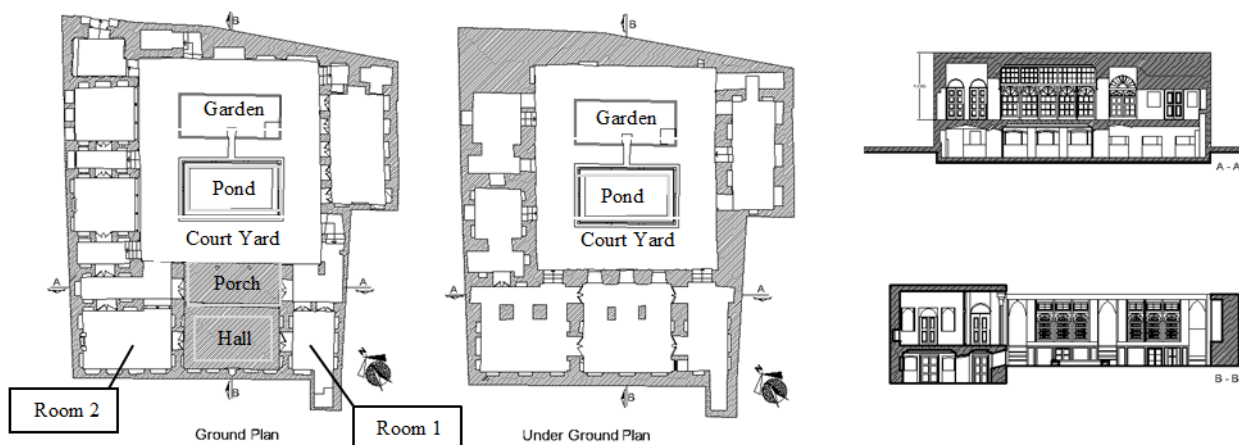 B
Garden
Pond
Court Yard
A
A
Porch
Hall
N
B
Room 2
Room 1
Ground Plan
B
Garden
Pond
Court Yard
A
A
N
B
Under Ground Plan
A - A
B - B